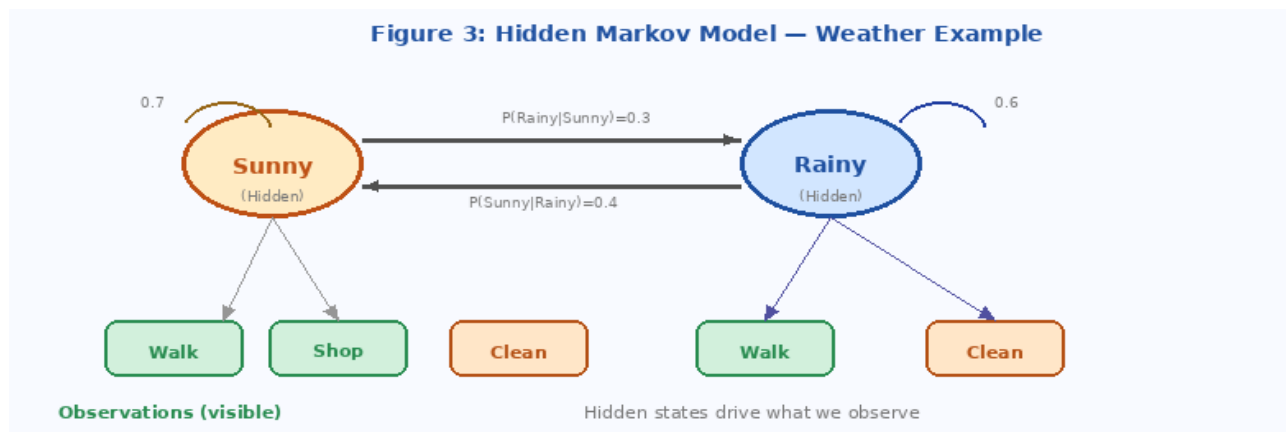 Figure 3: Hidden Markov Model — Weather Example
0.7
P(Rainy|Sunny)=0.3
0.6
Sunny
(Hidden)
Rainy
(Hidden)
P(Sunny|Rainy)=0.4
Walk
Shop
Clean
Walk
Clean
Observations (visible)
Hidden states drive what we observe